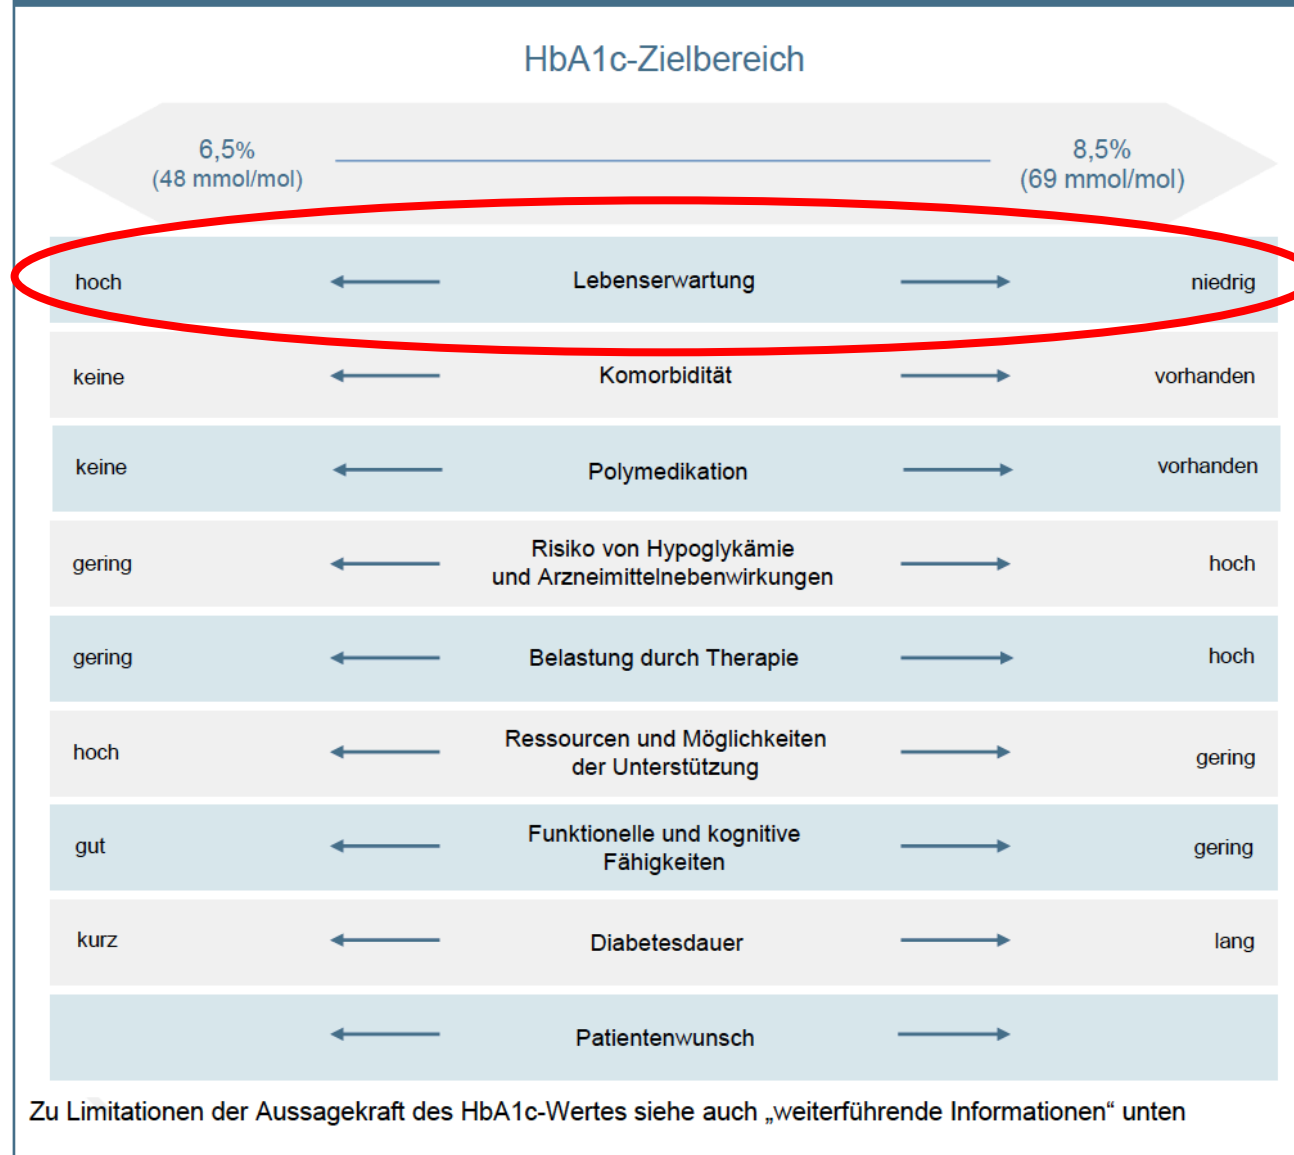 HbA1c-Zielbereich
6,5% 8,5%
(48 mmol/mol) (69 mmol/mol)
hoch Lebenserwartung niedrig
keine Komorbidität vorhanden
keine Polymedikation vorhanden
Risiko von Hypoglykämie
gering und Arzneimittelnebenwirkungen hoch
gering Belastung durch Therapie hoch
hoch Ressourcen und Möglichkeiten
der Unterstützung gering
Funktionelle und kognitive
gut Fähigkeiten gering
kurz Diabetesdauer lang
Patientenwunsch
Zu Limitationen der Aussagekraft des HbA1c-Wertes siehe auch „weiterführende Informationen“ unten